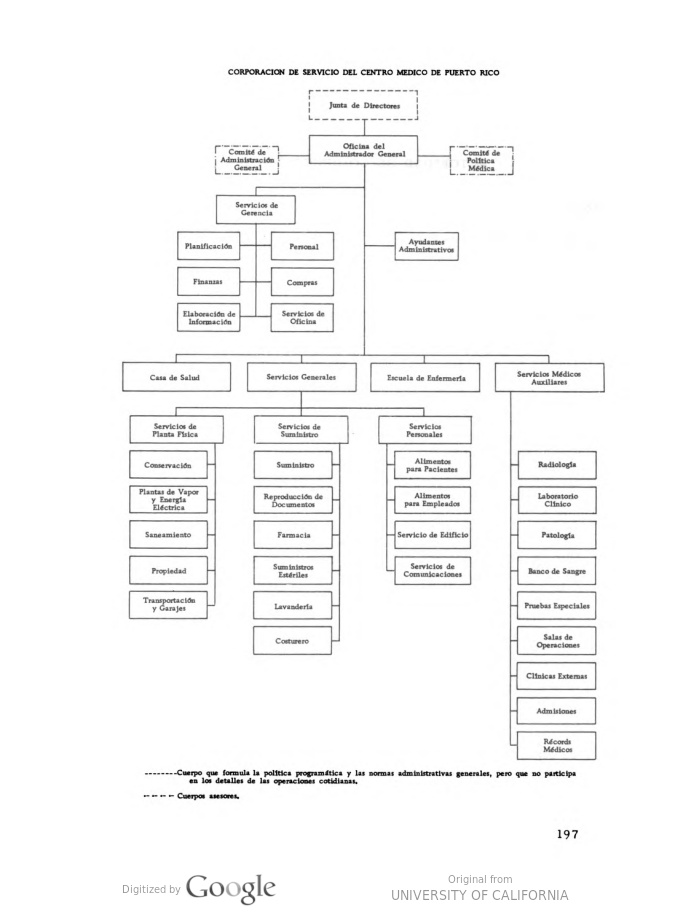 CORPORACION DE SERVICIO DEL CENTRO MEDICO DE PUERTO RICO
Junta de Directores
Comité de
Administración
General
Oficina del
Administrador General
Comité de
Política
Médica
Servicios de
Gerencia
Planificación
Personal
Ayudantes
Administrativos
Finanzas
Compras
Elaboración de
Información
Servicios de
Oficina
Casa de Salud
Servicios Generales
Escuela de Enfermería
Servicios Médicos
Auxiliares
Servicios de
Planta Física
Servicios de
Suministro
Servicios
Personales
Conservación
Suministro
Alimentos
para Pacientes
Radiología
Plantas de Vapor
y Energía
Eléctrica
Reproducción de
Documentos
Alimentos
para Empleados
Laboratorio
Clínico
Saneamiento
Farmacia
Servicio de Edificio
Patología
Propiedad
Suministros
Estériles
Servicios de
Comunicaciones
Banco de Sangre
Transportación
y Garajes
Lavandería
Pruebas Especiales
Costurero
Salas de
Operaciones
Clínicas Externas
Admisiones
Récords
Médicos
--------Cuerpo que formula la política programática y las normas administrativas generales, pero que no participa
en los detalles de las operaciones cotidianas.
- - - - Cuerpos asesores.
197
Digitized by Google
Original from
UNIVERSITY OF CALIFORNIA